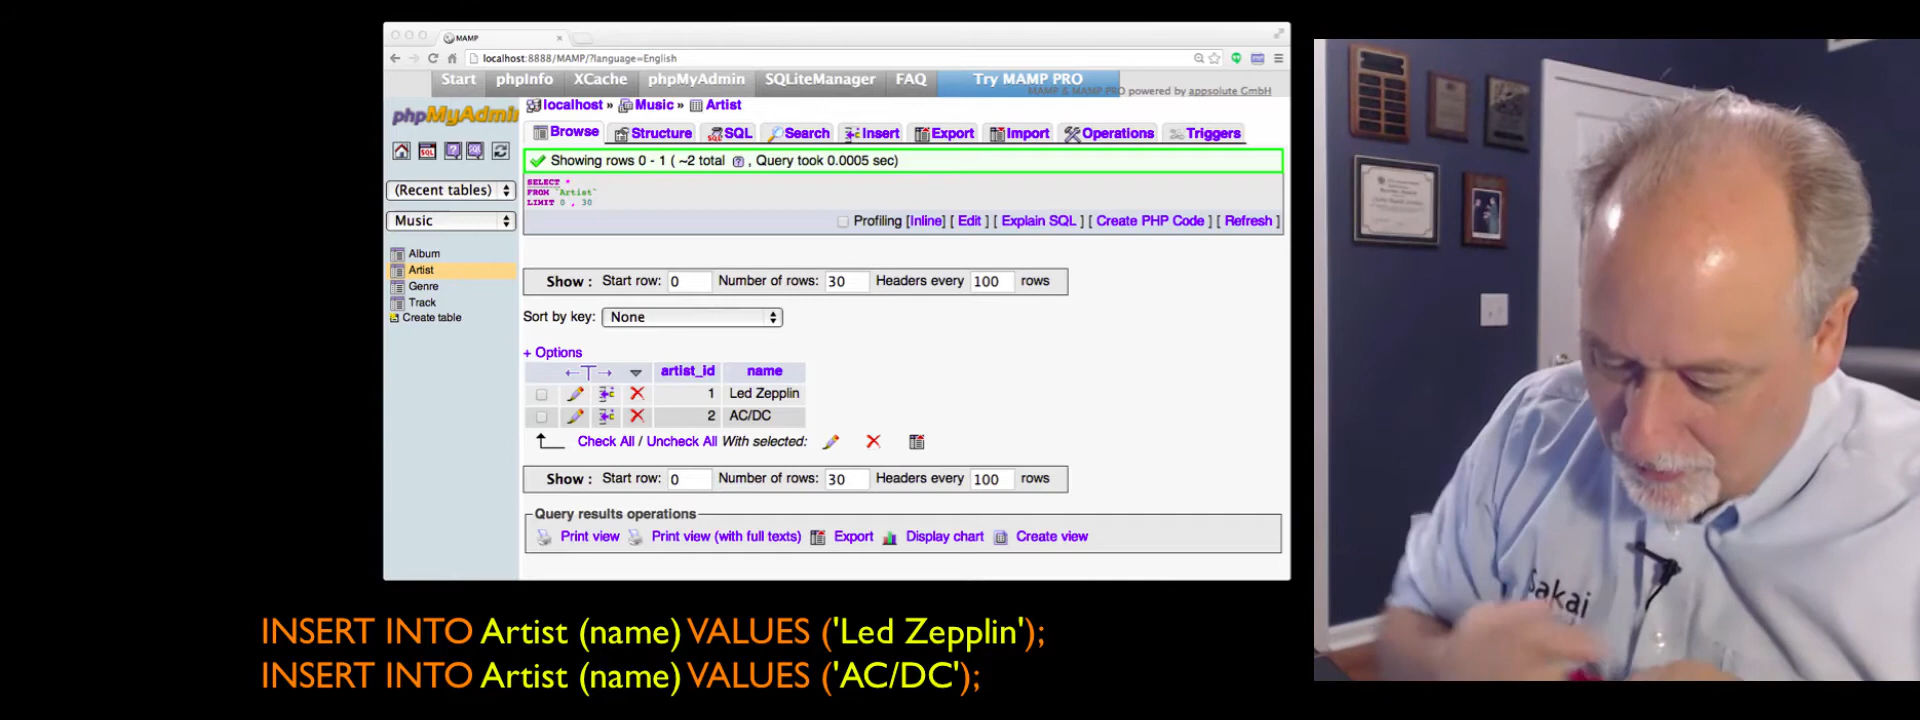 MAMP
localhost:8888/MAMP/?language=English
Start phpInfo XCache phpMyAdmin SQLiteManager FAQ Try MAMP PRO
MAMP & MAMP PRO powered by appsolute GmbH
phpMyAdmin
localhost » Music » Artist
Browse Structure SQL Search Insert Export Import Operations Triggers
Showing rows 0 - 1 ( ~2 total , Query took 0.0005 sec)
SELECT *
FROM `Artist`
LIMIT 0 , 30
Profiling [Inline] [ Edit ] [ Explain SQL ] [ Create PHP Code ] [ Refresh ]
(Recent tables)
Music
Album
Artist
Genre
Track
Create table
Show : Start row: 0 Number of rows: 30 Headers every 100 rows
Sort by key: None
+ Options
←T→ artist_id name
1 Led Zepplin
2 AC/DC
Check All / Uncheck All With selected:
Show : Start row: 0 Number of rows: 30 Headers every 100 rows
Query results operations
Print view Print view (with full texts) Export Display chart Create view
INSERT INTO Artist (name) VALUES ('Led Zepplin');
INSERT INTO Artist (name) VALUES ('AC/DC');
Sakai